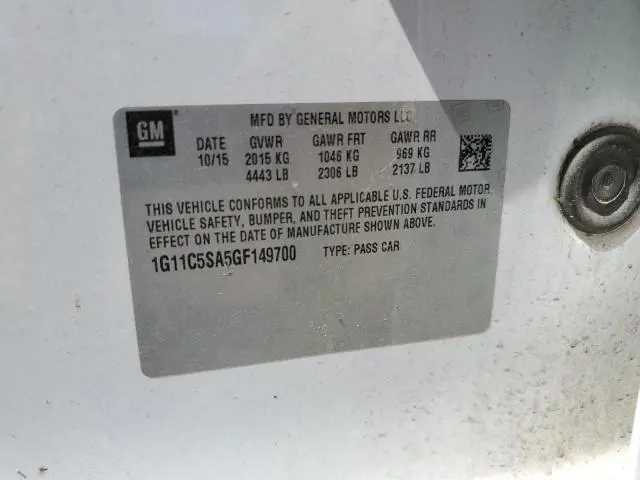 MFD BY GENERAL MOTORS LLC
GM
DATE GVWR GAWR FRT GAWR RR
10/15 2015 KG 1046 KG 969 KG
4443 LB 2306 LB 2137 LB
THIS VEHICLE CONFORMS TO ALL APPLICABLE U.S. FEDERAL MOTOR
VEHICLE SAFETY, BUMPER, AND THEFT PREVENTION STANDARDS IN
EFFECT ON THE DATE OF MANUFACTURE SHOWN ABOVE.
1G11C5SA5GF149700 TYPE: PASS CAR